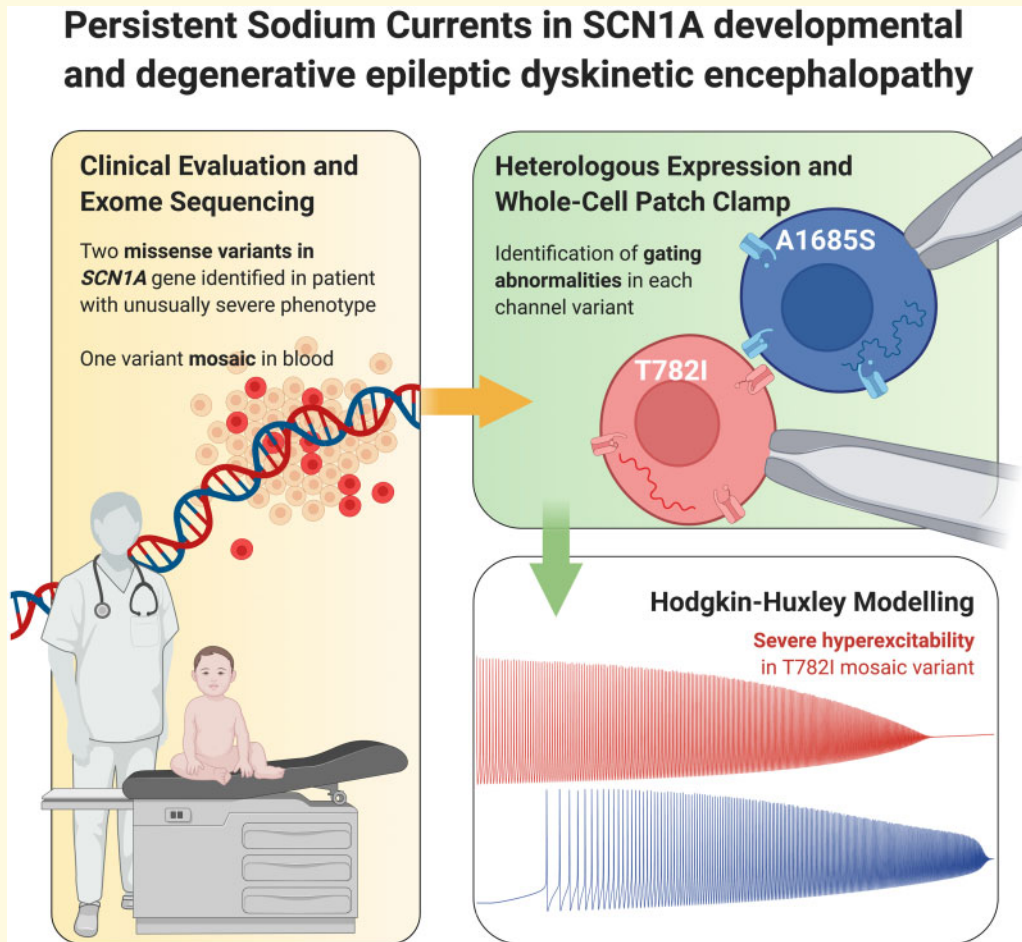 Persistent Sodium Currents in SCN1A developmental
and degenerative epileptic dyskinetic encephalopathy
Clinical Evaluation and
Exome Sequencing
Two missense variants in
SCN1A gene identified in patient
with unusually severe phenotype
One variant mosaic in blood
Heterologous Expression and
Whole-Cell Patch Clamp
Identification of gating
abnormalities in each
channel variant
A1685S
T782I
Hodgkin-Huxley Modelling
Severe hyperexcitability
in T782I mosaic variant